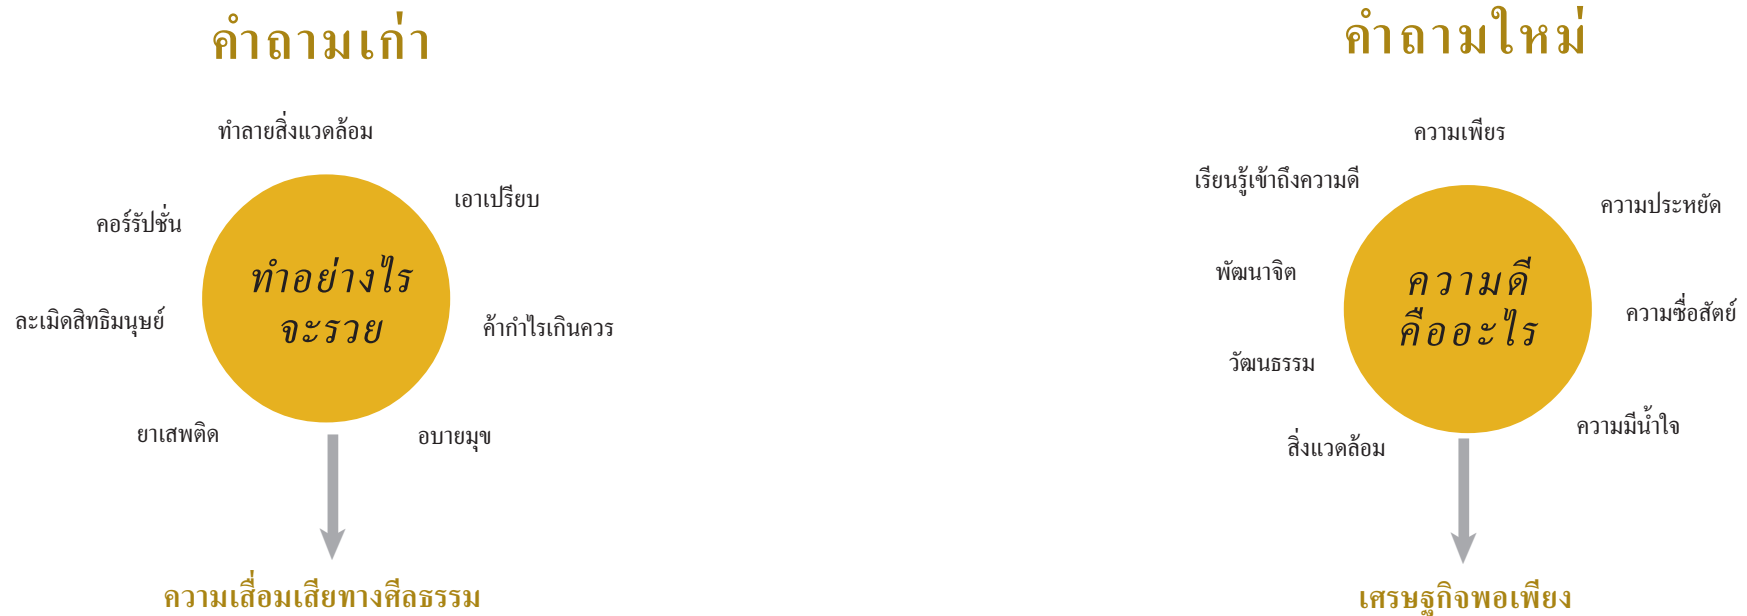 คำถามเก่า
ทำลายสิ่งแวดล้อม
เอาเปรียบ
คอร์รัปชั่น
ทำอย่างไร
จะรวย
ละเมิดสิทธิมนุษย์
ค้ากำไรเกินควร
ยาเสพติด
อบายมุข
ความเสื่อมเสียทางศีลธรรม
คำถามใหม่
ความเพียร
เรียนรู้เข้าถึงความดี
ความประหยัด
พัฒนาจิต
ความดี
คืออะไร
ความซื่อสัตย์
วัฒนธรรม
ความมีน้ำใจ
สิ่งแวดล้อม
เศรษฐกิจพอเพียง